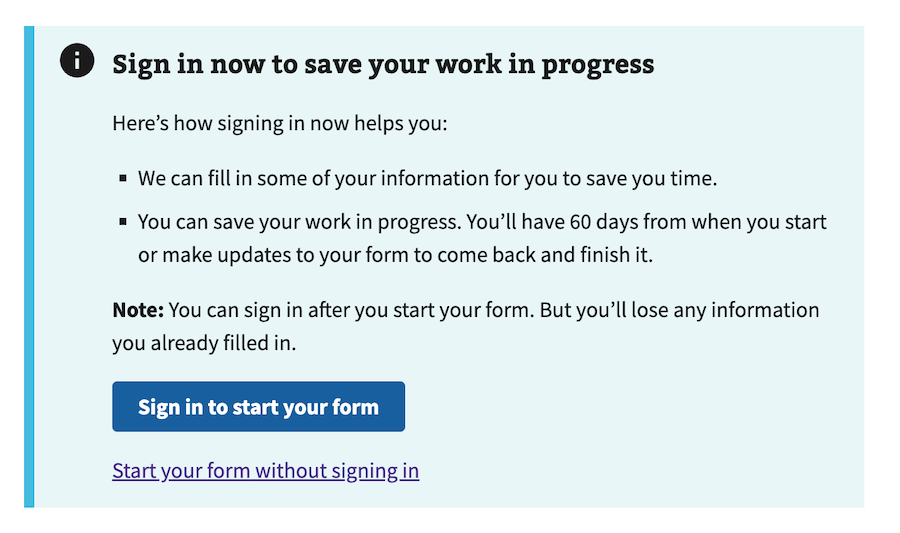 Sign in now to save your work in progress
Here’s how signing in now helps you:
▪ We can fill in some of your information for you to save you time.
▪ You can save your work in progress. You’ll have 60 days from when you start
or make updates to your form to come back and finish it.
Note: You can sign in after you start your form. But you’ll lose any information
you already filled in.
Sign in to start your form
Start your form without signing in